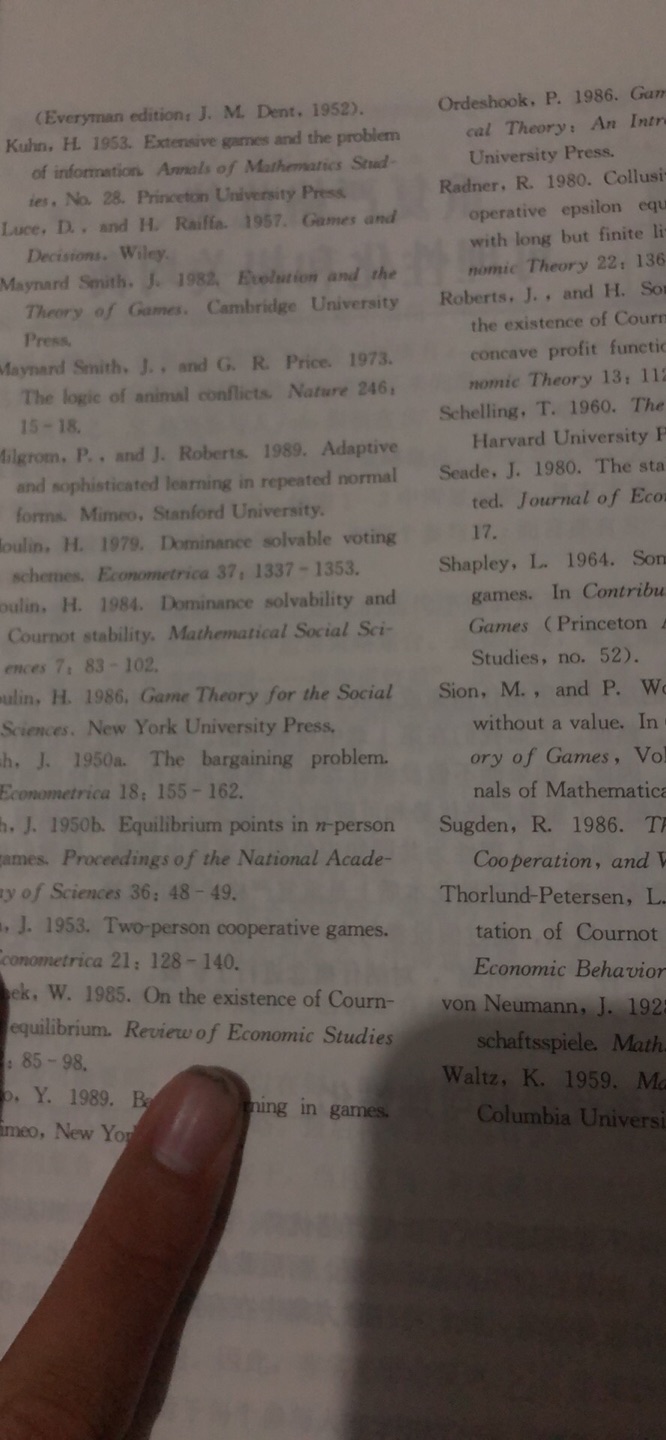 (Everyman edition: J. M. Dent, 1952).
Kuhn, H. 1953. Extensive games and the problem
of information. Annals of Mathematics Stud-
ies, No. 28. Princeton University Press.
Luce, D., and H. Raiffa. 1957. Games and
Decisions. Wiley.
Maynard Smith, J. 1982. Evolution and the
Theory of Games. Cambridge University
Press.
Maynard Smith, J., and G. R. Price. 1973.
The logic of animal conflicts. Nature 246:
15-18.
Milgrom, P., and J. Roberts. 1989. Adaptive
and sophisticated learning in repeated normal
forms. Mimeo, Stanford University.
oulin, H. 1979. Dominance solvable voting
schemes. Econometrica 37: 1337-1353.
oulin, H. 1984. Dominance solvability and
Cournot stability. Mathematical Social Sci-
ences 7: 83-102.
ulin, H. 1986. Game Theory for the Social
Sciences. New York University Press.
sh, J. 1950a. The bargaining problem.
Econometrica 18: 155-162.
h, J. 1950b. Equilibrium points in n-person
games. Proceedings of the National Acade-
my of Sciences 36: 48-49.
, J. 1953. Two-person cooperative games.
Econometrica 21: 128-140.
ek, W. 1985. On the existence of Courn-
equilibrium. Review of Economic Studies
: 85-98.
o, Y. 1989. Ba ning in games.
imeo, New Yor
Ordeshook, P. 1986. Gam
cal Theory: An Intro
University Press.
Radner, R. 1980. Collusi
operative epsilon equ
with long but finite li
nomic Theory 22: 136
Roberts, J., and H. So
the existence of Courn
concave profit functio
nomic Theory 13: 112
Schelling, T. 1960. The
Harvard University P
Seade, J. 1980. The sta
ted. Journal of Econ
17.
Shapley, L. 1964. Som
games. In Contribu
Games (Princeton A
Studies, no. 52).
Sion, M., and P. Wo
without a value. In
ory of Games, Vol
nals of Mathematica
Sugden, R. 1986. Th
Cooperation, and W
Thorlund-Petersen, L.
tation of Cournot
Economic Behavior
von Neumann, J. 1928
schaftsspiele. Math
Waltz, K. 1959. Ma
Columbia Universi